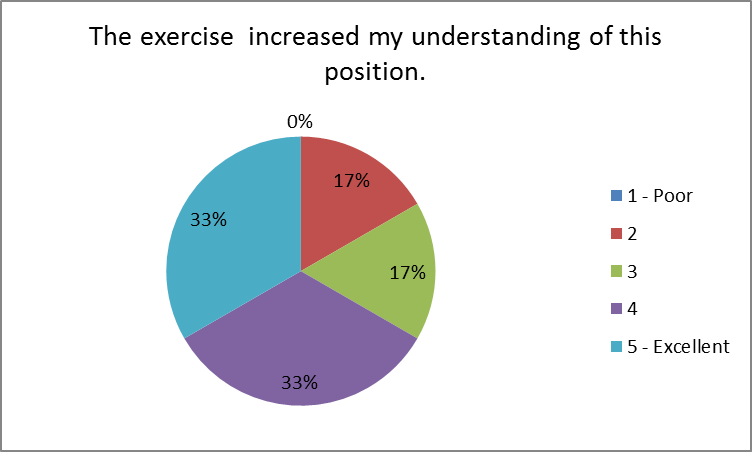 The exercise  increased my understanding of this
position.
0%
17%
33%
17%
33%
1 - Poor
2
3
4
5 - Excellent